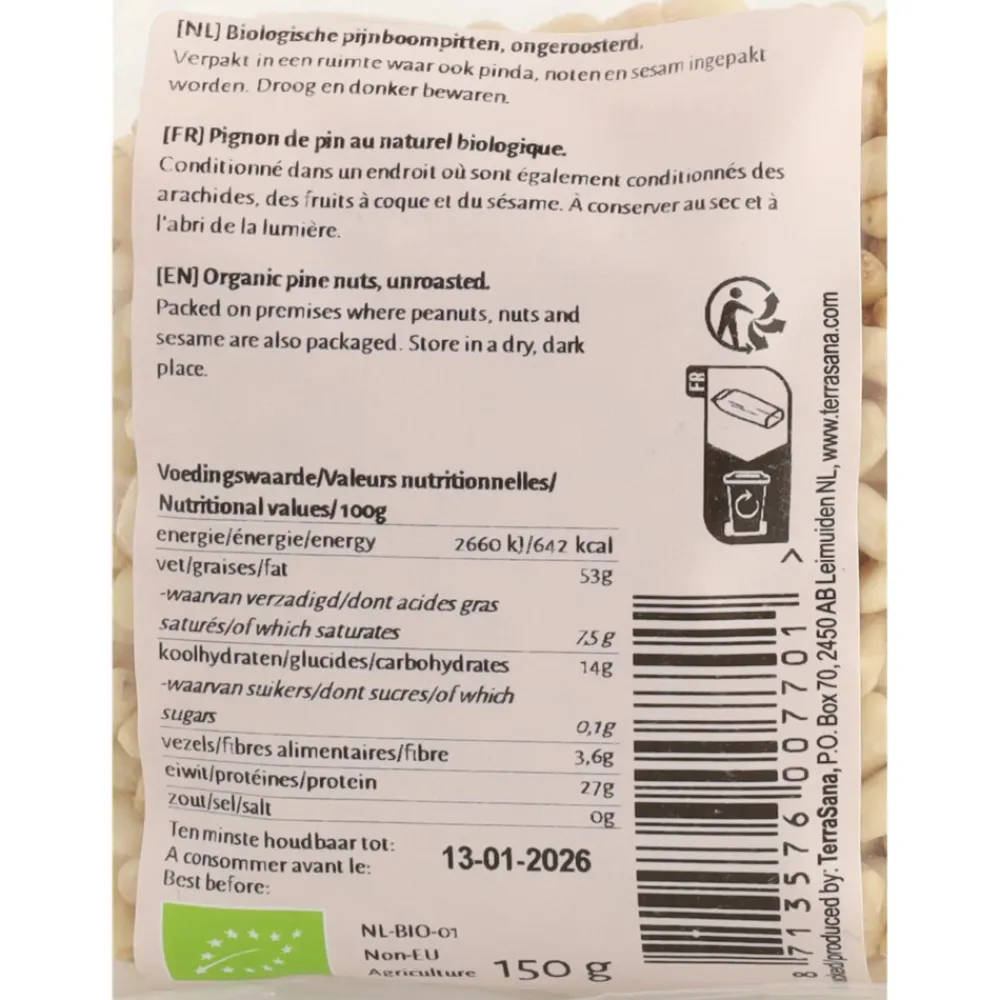 [NL] Biologische pijnboompitten, ongeroosterd.
Verpakt in een ruimte waar ook pinda, noten en sesam ingepakt
worden. Droog en donker bewaren.
[FR] Pignon de pin au naturel biologique.
Conditionné dans un endroit où sont également conditionnés des
arachides, des fruits à coque et du sésame. À conserver au sec et à
l'abri de la lumière.
[EN] Organic pine nuts, unroasted.
Packed on premises where peanuts, nuts and
sesame are also packaged. Store in a dry, dark
place.
FR
Voedingswaarde/Valeurs nutritionnelles/
Nutritional values/ 100g
energie/énergie/energy 2660 kJ/642 kcal
vet/graises/fat 53g
-waarvan verzadigd/dont acides gras
saturés/of which saturates 7,5 g
koolhydraten/glucides/carbohydrates 14g
-waarvan suikers/dont sucres/of which
sugars 0,1g
vezels/fibres alimentaires/fibre 3,6g
eiwit/protéines/protein 27g
zout/sel/salt 0g
Ten minste houdbaar tot:
A consommer avant le: 13-01-2026
Best before:
NL-BIO-01
Non-EU
Agriculture 150 g
8 713576 007701 >
produced by: TerraSana, P.O. Box 70, 2450 AB Leimuiden NL, www.terrasana.com